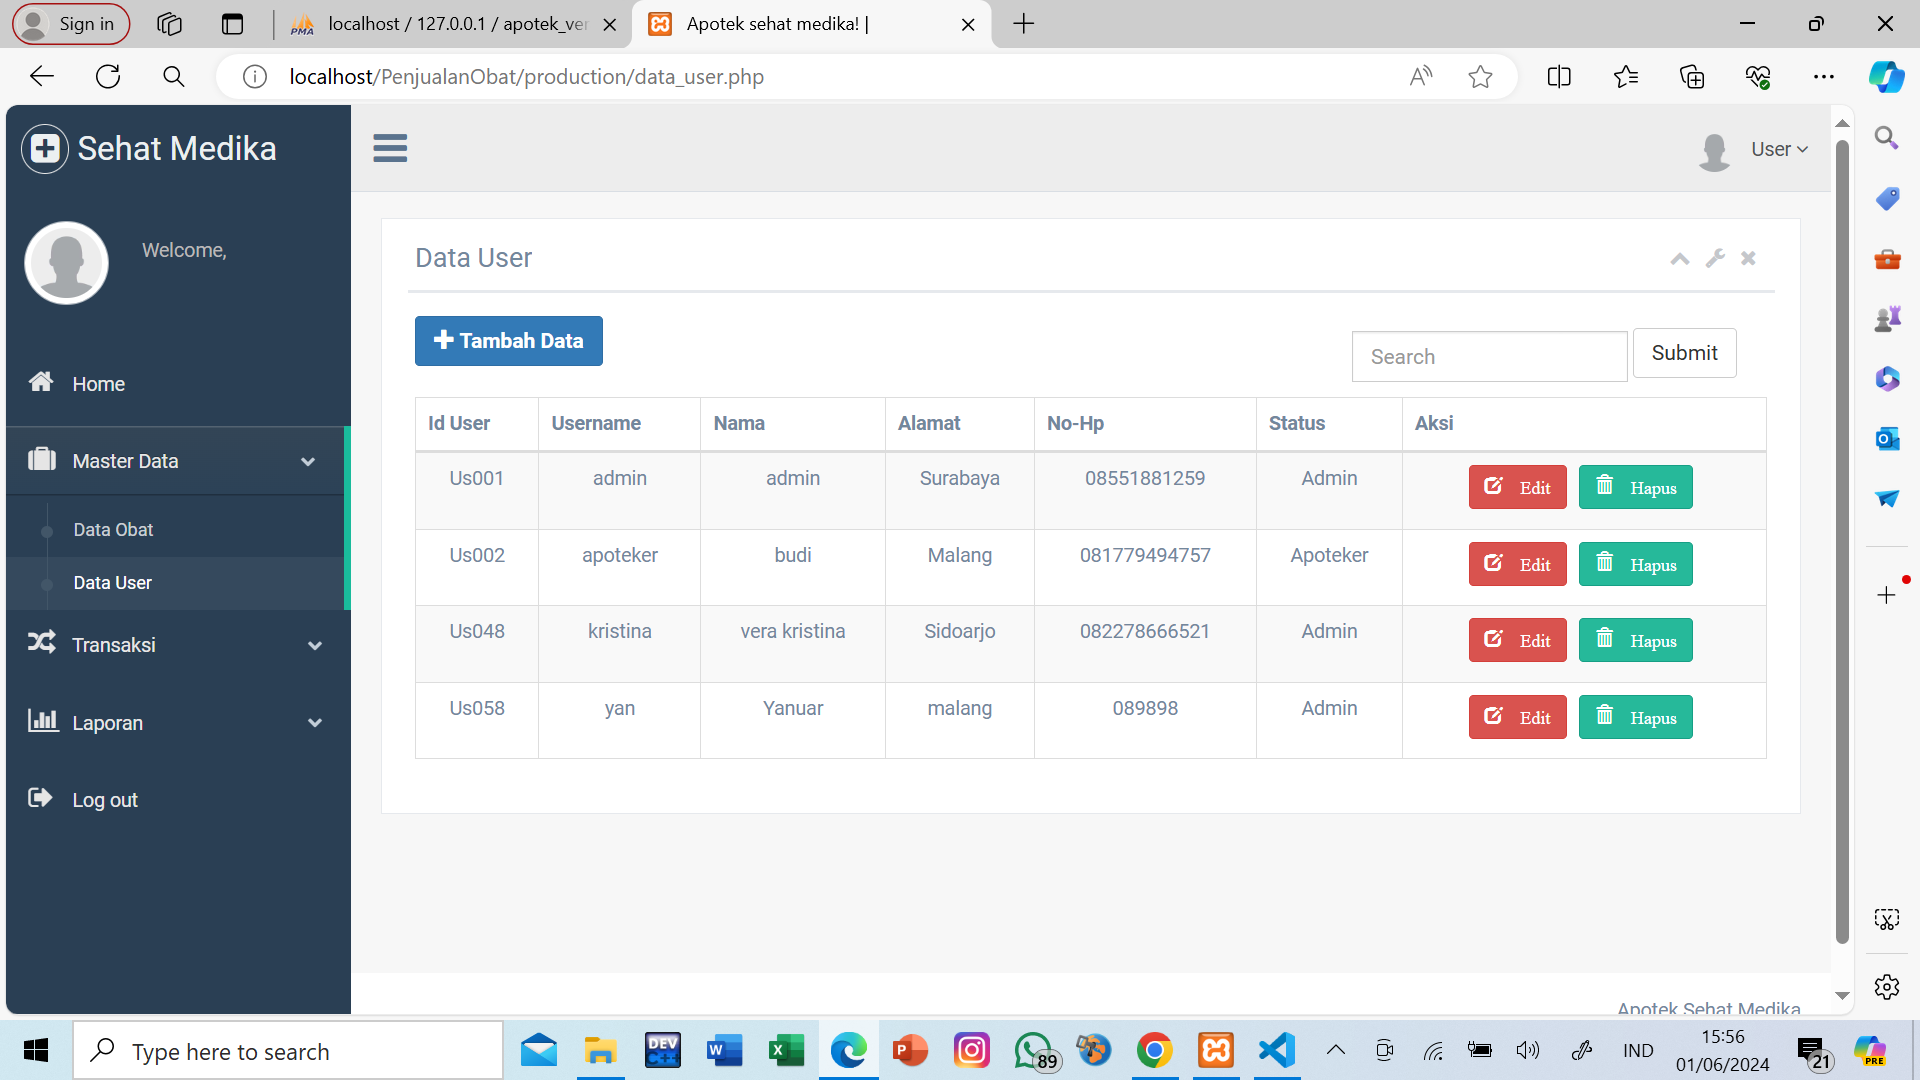 Sign in
localhost / 127.0.0.1 / apotek_ver
Apotek sehat medika! |
localhost/PenjualanObat/production/data_user.php
Sehat Medika
User
Welcome,
Data User
Tambah Data
Search
Submit
Home
Master Data
Data Obat
Data User
Transaksi
Laporan
Log out
Id User Username Nama Alamat No-Hp Status Aksi
Us001 admin admin Surabaya 08551881259 Admin Edit Hapus
Us002 apoteker budi Malang 081779494757 Apoteker Edit Hapus
Us048 kristina vera kristina Sidoarjo 082278666521 Admin Edit Hapus
Us058 yan Yanuar malang 089898 Admin Edit Hapus
Apotek Sehat Medika
Type here to search
DEV C++
89
IND
15:56
01/06/2024
21
PRE